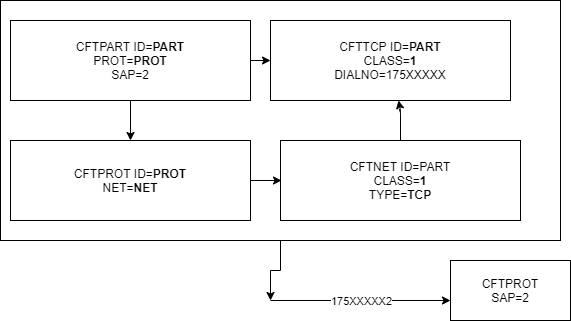 CFTPART ID=PART
PROT=PROT
SAP=2
CFTTCP ID=PART
CLASS=1
DIALNO=175XXXXX
CFTPROT ID=PROT
NET=NET
CFTNET ID=PART
CLASS=1
TYPE=TCP
175XXXXX2
CFTPROT
SAP=2